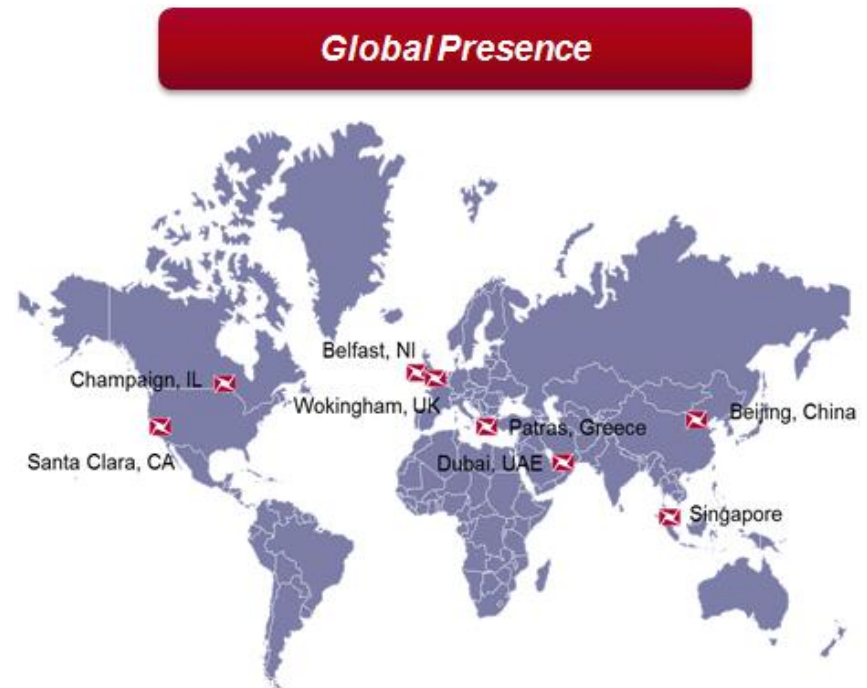 Global Presence
Belfast, NI
Champaign, IL
Wokingham, UK
Beijing, China
Patras, Greece
Santa Clara, CA
Dubai, UAE
Singapore